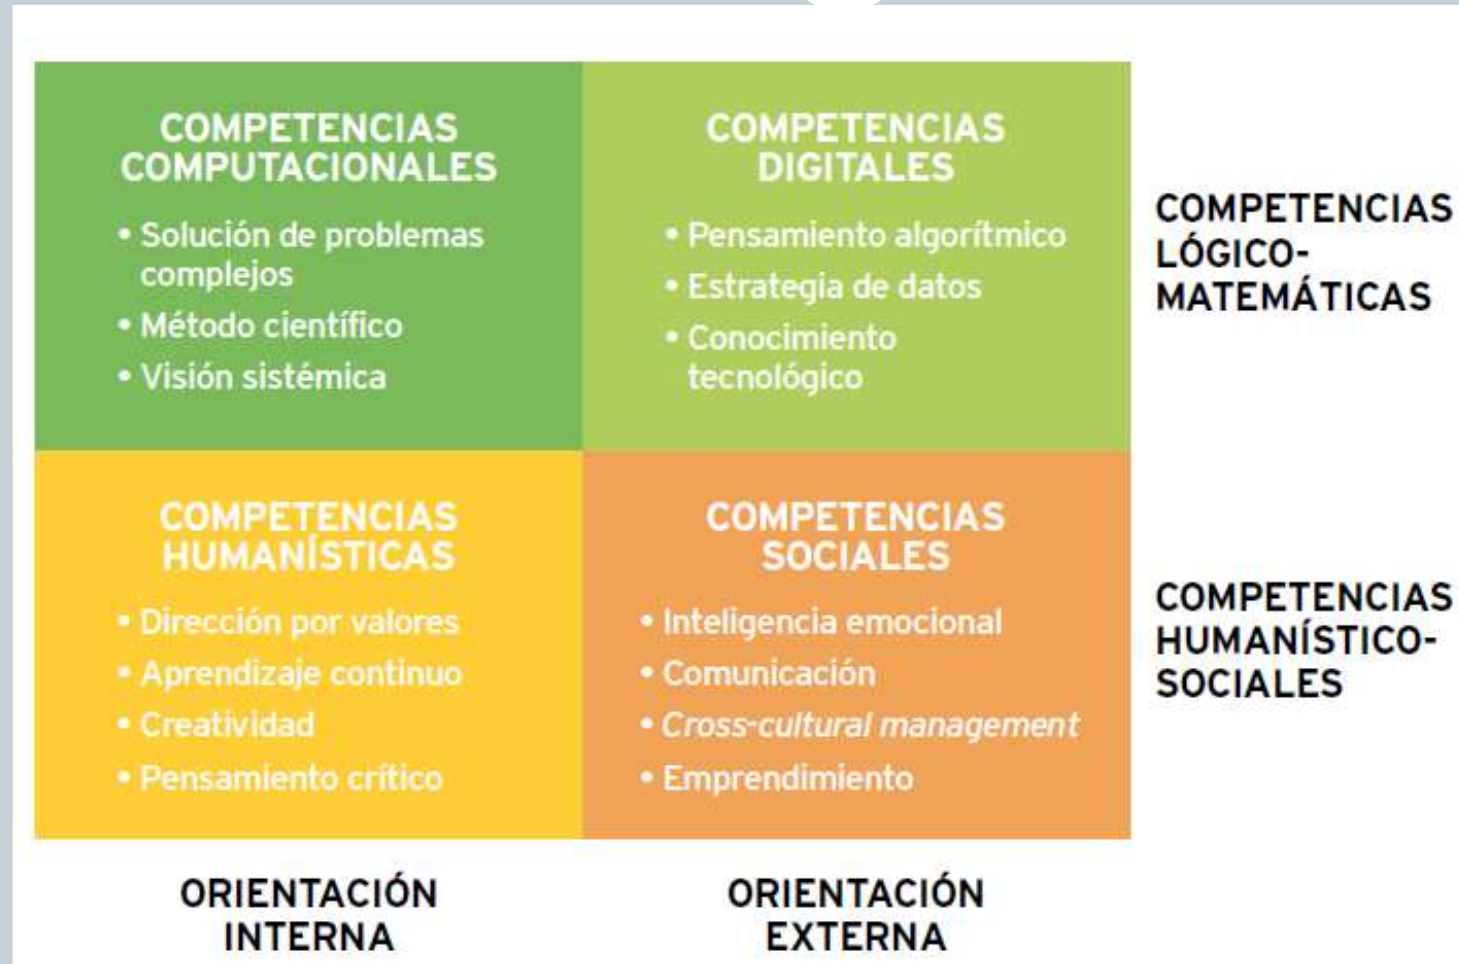 COMPETENCIAS
COMPUTACIONALES
• Solución de problemas
complejos
• Método científico
• Visión sistémica
COMPETENCIAS
DIGITALES
• Pensamiento algorítmico
• Estrategia de datos
• Conocimiento
tecnológico
COMPETENCIAS
LÓGICO-
MATEMÁTICAS
COMPETENCIAS
HUMANÍSTICAS
• Dirección por valores
• Aprendizaje continuo
• Creatividad
• Pensamiento crítico
COMPETENCIAS
SOCIALES
• Inteligencia emocional
• Comunicación
• Cross-cultural management
• Emprendimiento
COMPETENCIAS
HUMANÍSTICO-
SOCIALES
ORIENTACIÓN
INTERNA
ORIENTACIÓN
EXTERNA